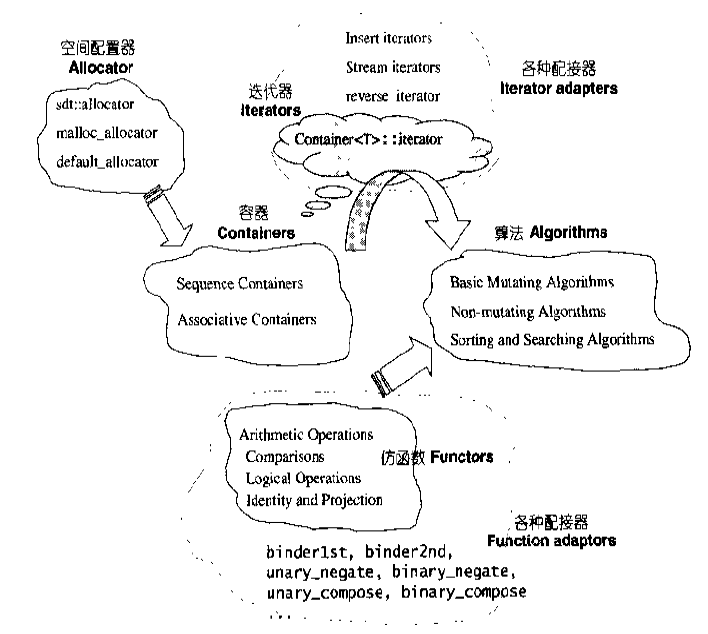 空间配置器
Allocator
sdt::allocator
malloc_allocator
default_allocator
Insert iterators
Stream iterators
reverse iterator
各种配接器
Iterator adapters
迭代器
Iterators
Container<T>::iterator
容器
Containers
Sequence Containers
Associative Containers
算法 Algorithms
Basic Mutating Algorithms
Non-mutating Algorithms
Sorting and Searching Algorithms
Arithmetic Operations
Comparisons
Logical Operations
Identity and Projection
仿函数 Functors
各种配接器
Function adaptors
binder1st, binder2nd,
unary_negate, binary_negate,
unary_compose, binary_compose
...